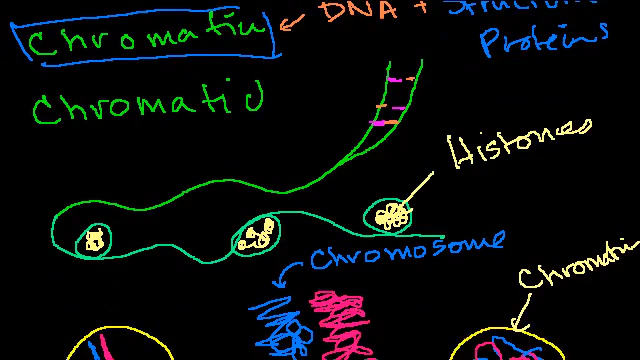 Chromatin
DNA +
Proteins
Chromatid
Histones
Chromosome